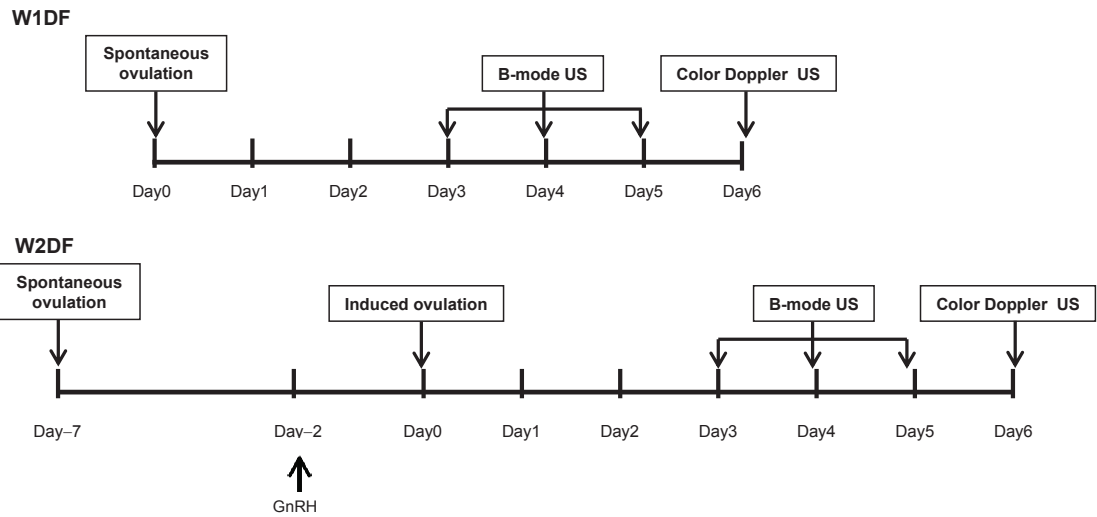 W1DF
Spontaneous
ovulation
B-mode US
Color Doppler US
Day0 Day1 Day2 Day3 Day4 Day5 Day6
W2DF
Spontaneous
ovulation
Induced ovulation
B-mode US
Color Doppler US
Day–7 Dav–2 Day0 Day1 Day2 Day3 Day4 Day5 Day6
GnRH